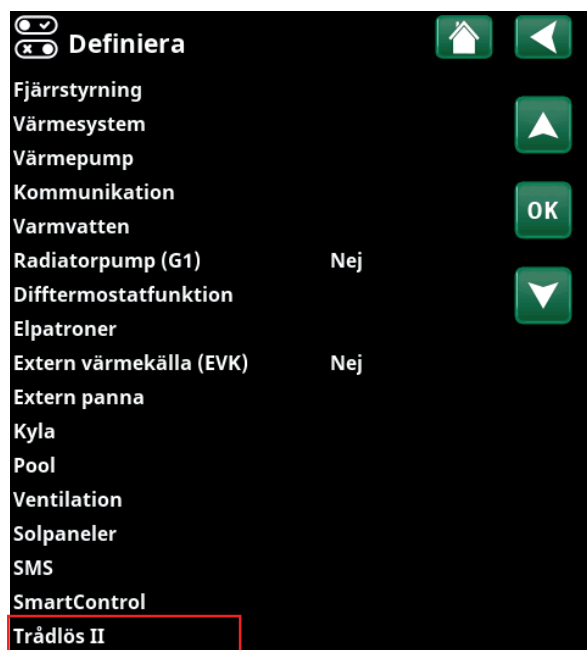 Definiera
Fjärrstyrning
Värmesystem
Värmepump
Kommunikation
OK
Varmvatten
Radiatorpump (G1) Nej
Difftermostatfunktion
Elpatroner
Extern värmekälla (EVK) Nej
Extern panna
Kyla
Pool
Ventilation
Solpaneler
SMS
SmartControl
Trådlös II